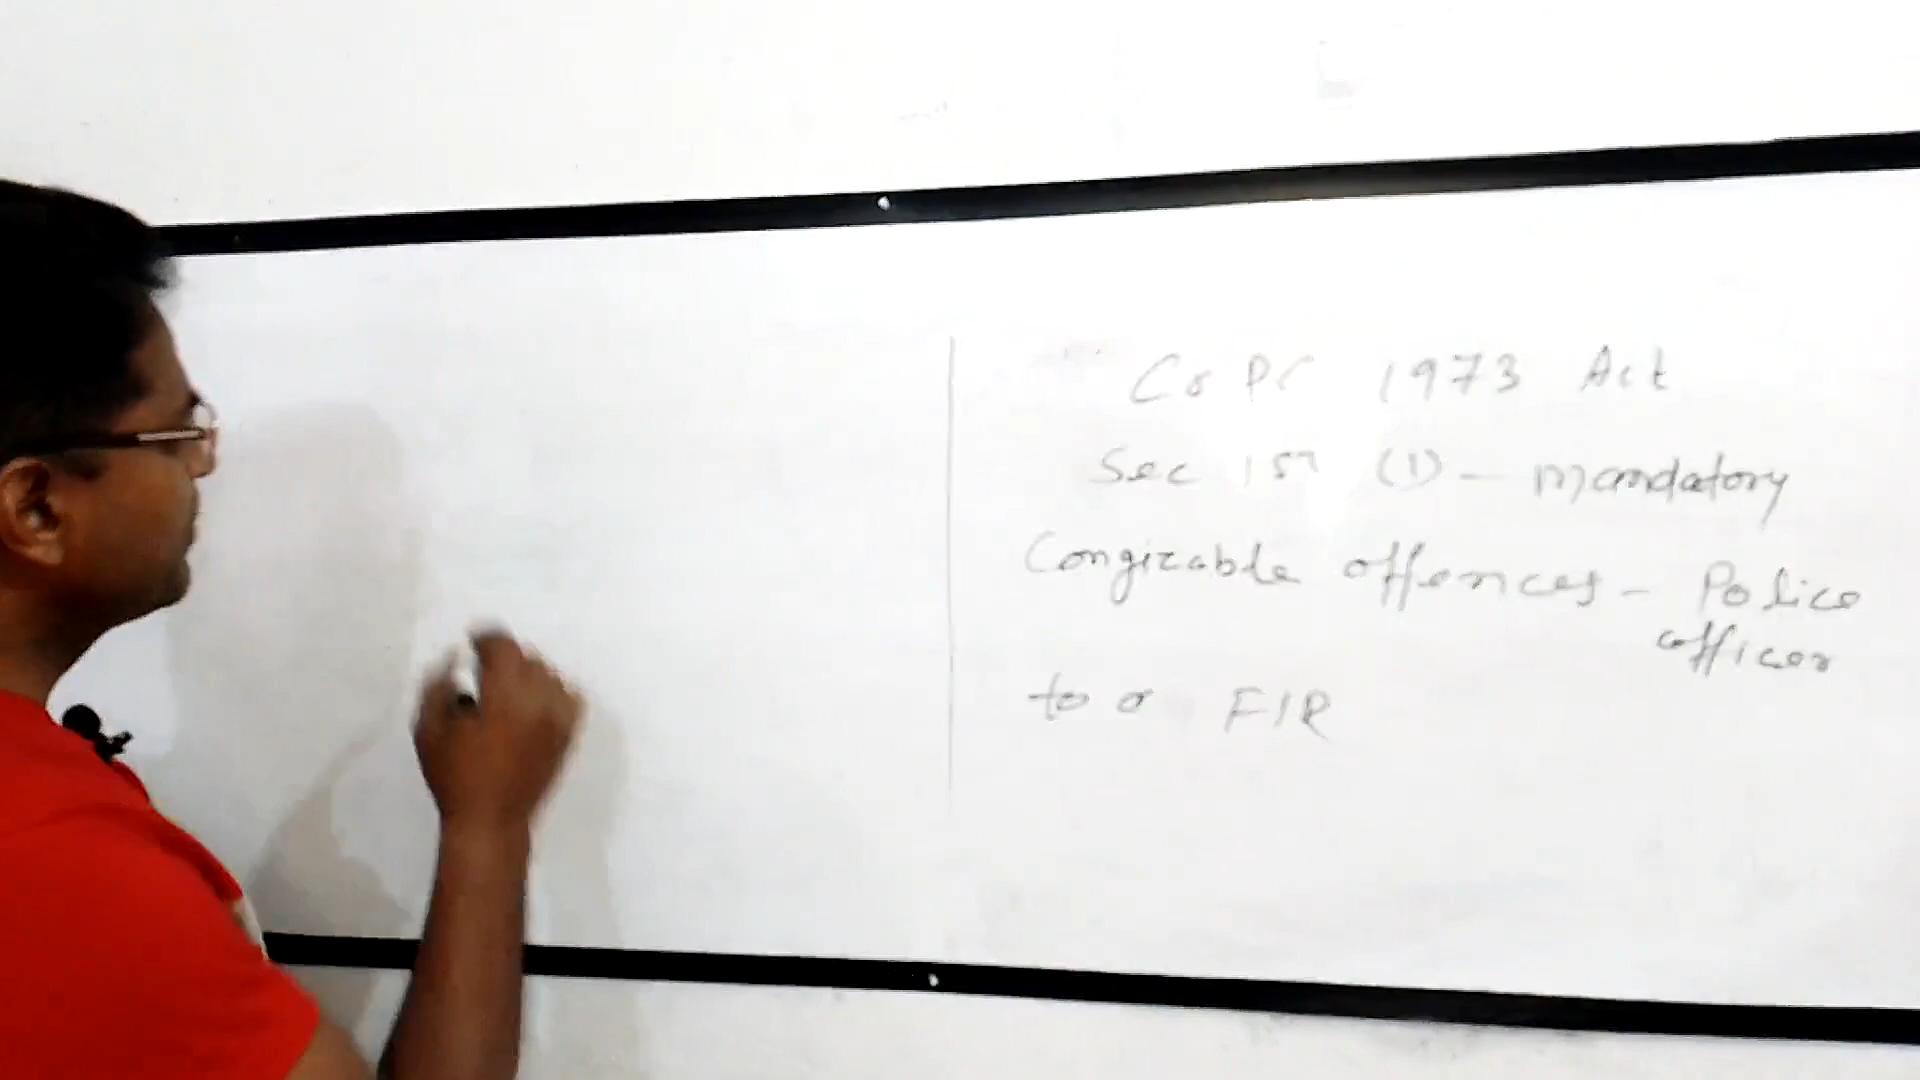 CrPC 1973 Act
Sec 157 (1) - mandatory
Congizable offences - Police
officer
to r FIR